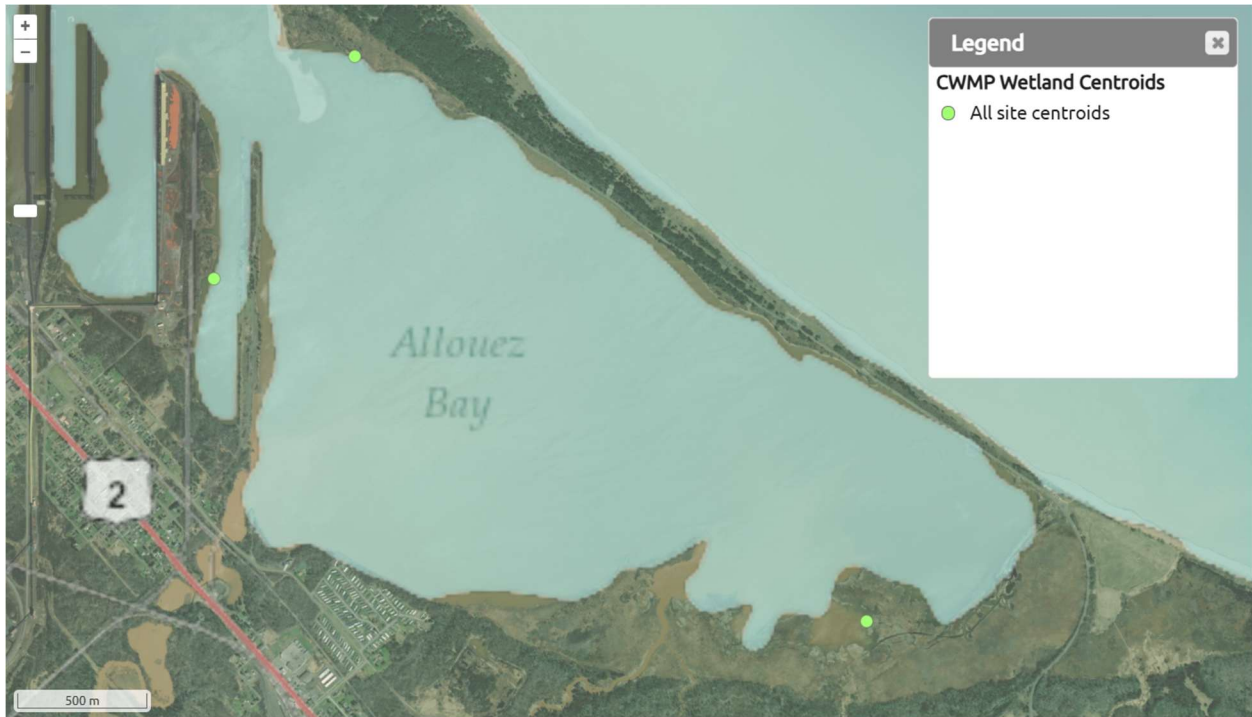 +
−
Legend
CWMP Wetland Centroids
All site centroids
Allouez
Bay
2
500 m